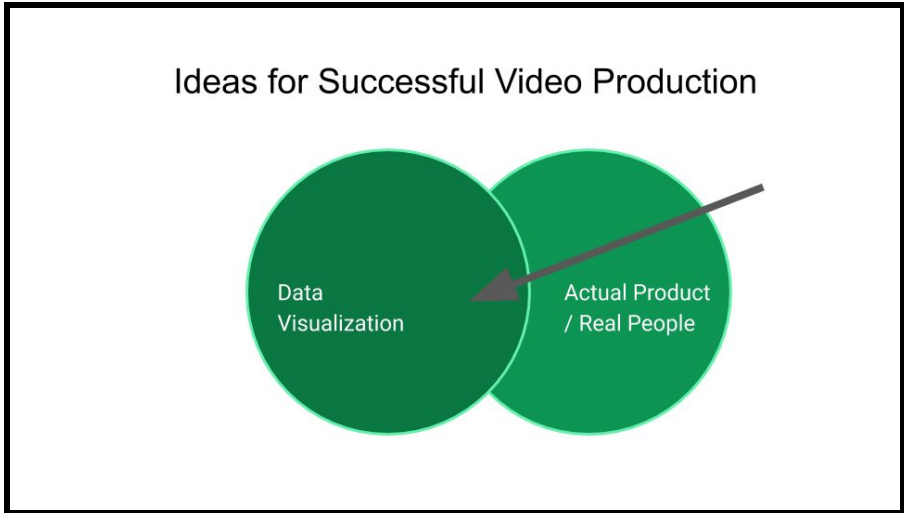 Ideas for Successful Video Production
Data
Visualization
Actual Product
/ Real People